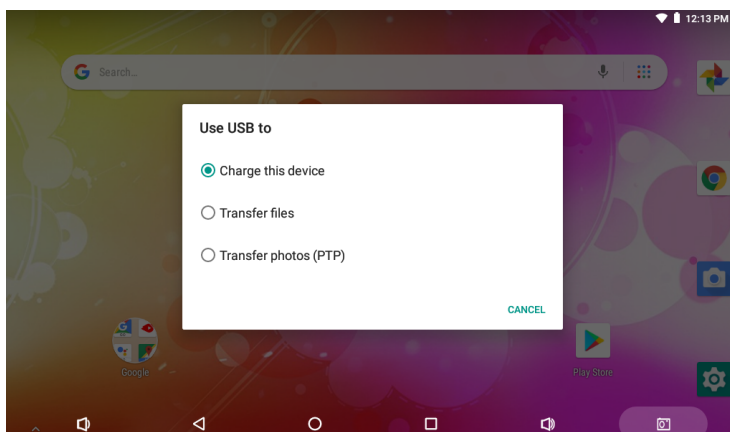 12:13 PM
Search...
Use USB to
Charge this device
Transfer files
Transfer photos (PTP)
CANCEL
Google
Play Store